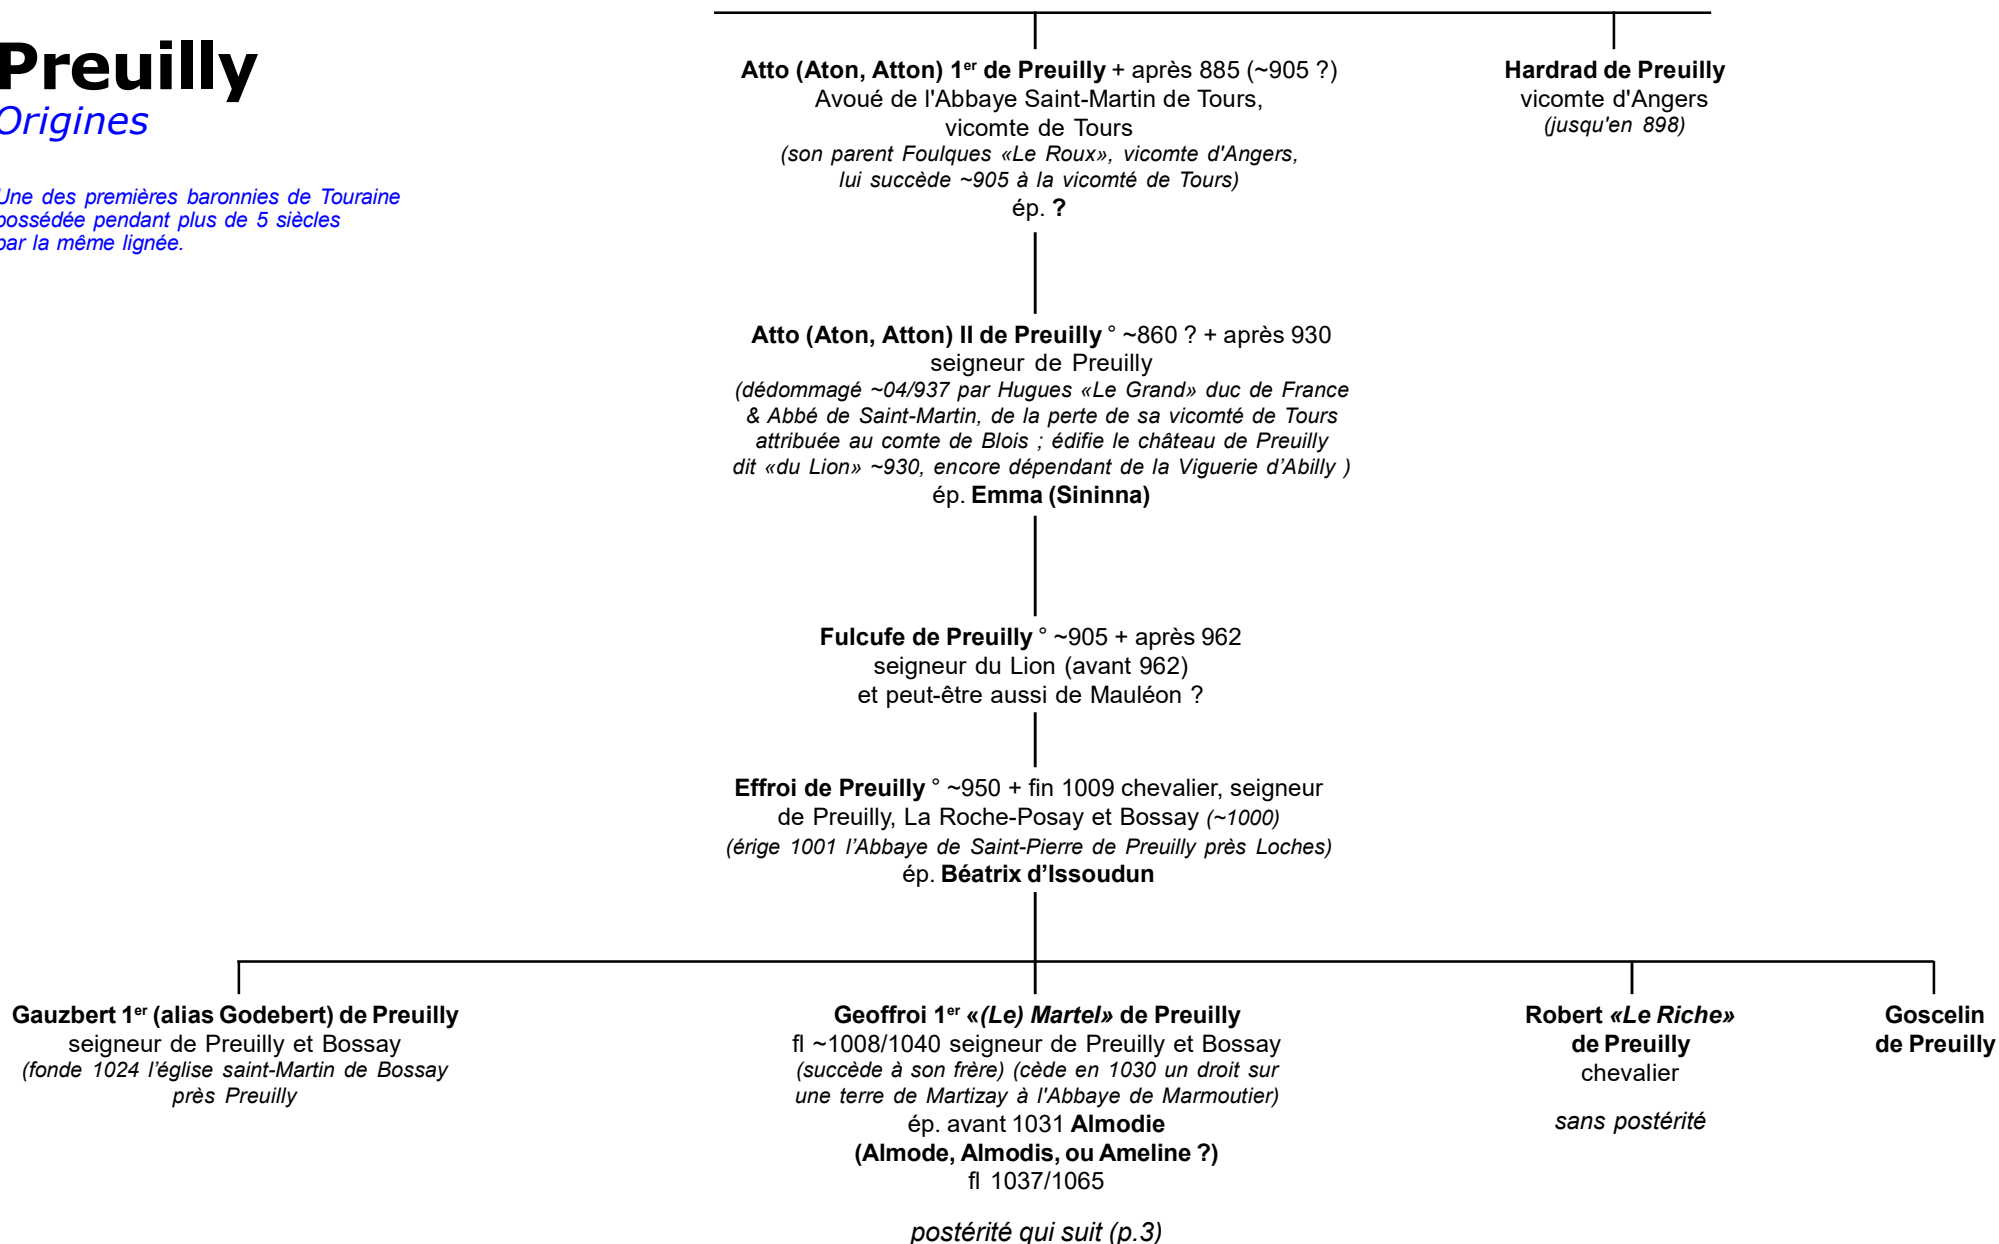 Preuilly
Origines
Une des premières baronnies de Touraine
possédée pendant plus de 5 siècles
par la même lignée.
Atto (Aton, Atton) 1er de Preuilly + après 885 (~905 ?)
Avoué de l'Abbaye Saint-Martin de Tours,
vicomte de Tours
(son parent Foulques «Le Roux», vicomte d'Angers,
lui succède ~905 à la vicomté de Tours)
ép. ?
Hardrad de Preuilly
vicomte d'Angers
(jusqu'en 898)
Atto (Aton, Atton) II de Preuilly ° ~860 ? + après 930
seigneur de Preuilly
(dédommagé ~04/937 par Hugues «Le Grand» duc de France
& Abbé de Saint-Martin, de la perte de sa vicomté de Tours
attribuée au comte de Blois ; édifie le château de Preuilly
dit «du Lion» ~930, encore dépendant de la Viguerie d’Abilly )
ép. Emma (Sininna)
Fulcufe de Preuilly ° ~905 + après 962
seigneur du Lion (avant 962)
et peut-être aussi de Mauléon ?
Effroi de Preuilly ° ~950 + fin 1009 chevalier, seigneur
de Preuilly, La Roche-Posay et Bossay (~1000)
(érige 1001 l’Abbaye de Saint-Pierre de Preuilly près Loches)
ép. Béatrix d’Issoudun
Gauzbert 1er (alias Godebert) de Preuilly
seigneur de Preuilly et Bossay
(fonde 1024 l’église saint-Martin de Bossay
près Preuilly
Geoffroi 1er «(Le) Martel» de Preuilly
fl ~1008/1040 seigneur de Preuilly et Bossay
(succède à son frère) (cède en 1030 un droit sur
une terre de Martizay à l'Abbaye de Marmoutier)
ép. avant 1031 Almodie
(Almode, Almodis, ou Ameline ?)
fl 1037/1065
postérité qui suit (p.3)
Robert «Le Riche»
de Preuilly
chevalier
sans postérité
Goscelin
de Preuilly